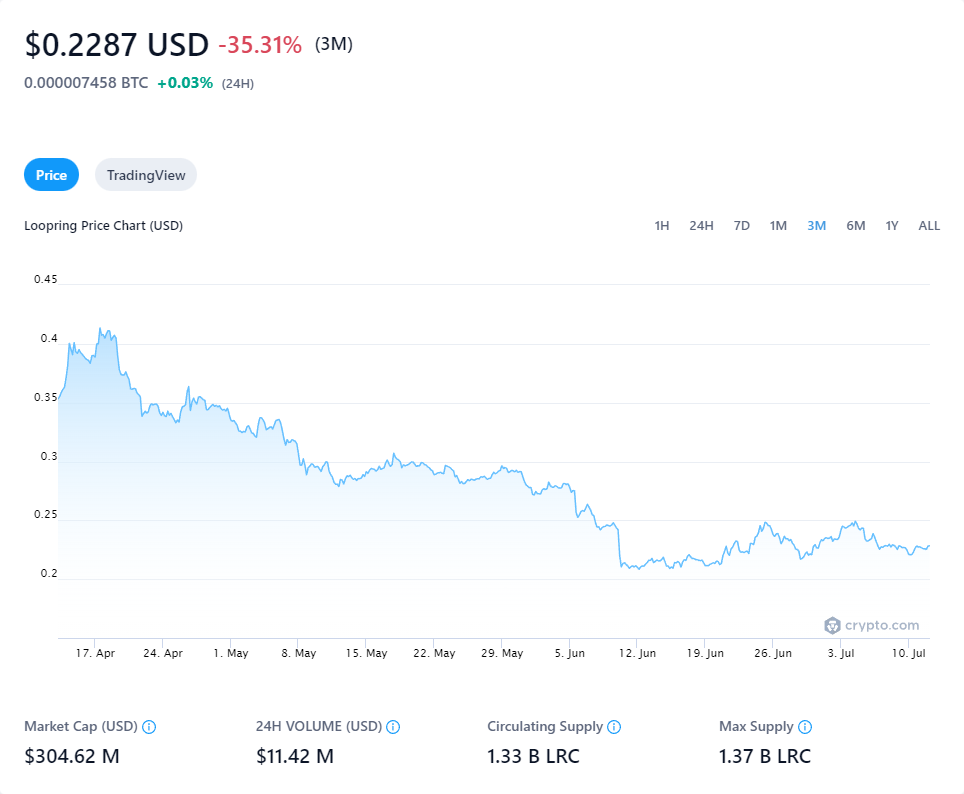 $0.2287 USD -35.31% (3M)
0.000007458 BTC +0.03% (24H)
Price TradingView
Loopring Price Chart (USD) 1H 24H 7D 1M 3M 6M 1Y ALL
0.45
0.4
0.35
0.3
0.25
0.2
crypto.com
17. Apr 24. Apr 1. May 8. May 15. May 22. May 29. May 5. Jun 12. Jun 19. Jun 26. Jun 3. Jul 10. Jul
Market Cap (USD) 24H VOLUME (USD) Circulating Supply Max Supply
$304.62 M $11.42 M 1.33 B LRC 1.37 B LRC